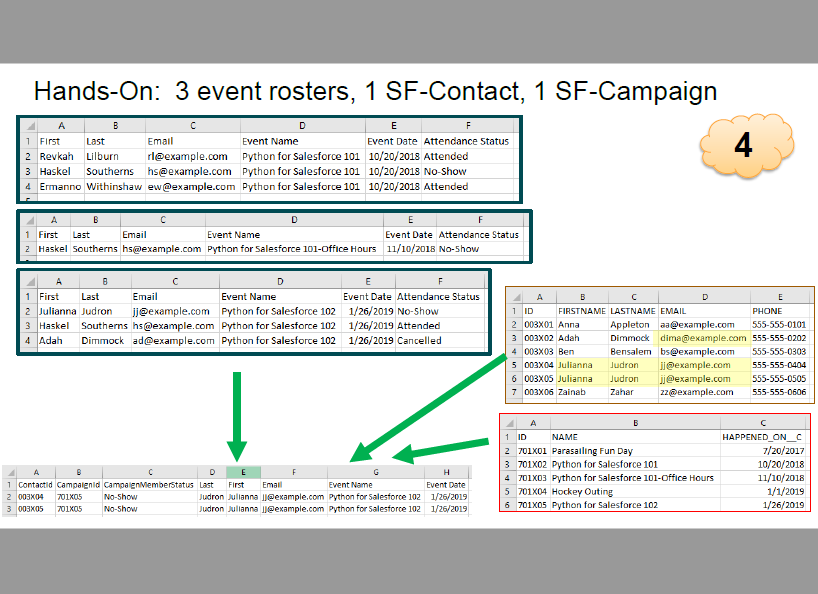 Hands-On: 3 event rosters, 1 SF-Contact, 1 SF-Campaign
4
A B C D E F
1 First Last Email Event Name Event Date Attendance Status
2 Revkah Lilburn rl@example.com Python for Salesforce 101 10/20/2018 Attended
3 Haskel Southerns hs@example.com Python for Salesforce 101 10/20/2018 No-Show
4 Ermanno Withinshaw ew@example.com Python for Salesforce 101 10/20/2018 Attended
A B C D E F
1 First Last Email Event Name Event Date Attendance Status
2 Haskel Southerns hs@example.com Python for Salesforce 101-Office Hours 11/10/2018 No-Show
A B C D E F
1 First Last Email Event Name Event Date Attendance Status
2 Julianna Judron jj@example.com Python for Salesforce 102 1/26/2019 No-Show
3 Haskel Southerns hs@example.com Python for Salesforce 102 1/26/2019 Attended
4 Adah Dimmock ad@example.com Python for Salesforce 102 1/26/2019 Cancelled
A B C D E
1 ID FIRSTNAME LASTNAME EMAIL PHONE
2 003X01 Anna Appleton aa@example.com 555-555-0101
3 003X02 Adah Dimmock dima@example.com 555-555-0202
4 003X03 Ben Bensalem bs@example.com 555-555-0303
5 003X04 Julianna Judron jj@example.com 555-555-0404
6 003X05 Julianna Judron jj@example.com 555-555-0505
7 003X06 Zainab Zahar zz@example.com 555-555-0606
A B C
1 ID NAME HAPPENED_ON__C
2 701X01 Parasailing Fun Day 7/20/2017
3 701X02 Python for Salesforce 101 10/20/2018
4 701X03 Python for Salesforce 101-Office Hours 11/10/2018
5 701X04 Hockey Outing 1/1/2019
6 701X05 Python for Salesforce 102 1/26/2019
A B C D E F G H
1 ContactId CampaignId CampaignMemberStatus Last First Email Event Name Event Date
2 003X04 701X05 No-Show Judron Julianna jj@example.com Python for Salesforce 102 1/26/2019
3 003X05 701X05 No-Show Judron Julianna jj@example.com Python for Salesforce 102 1/26/2019